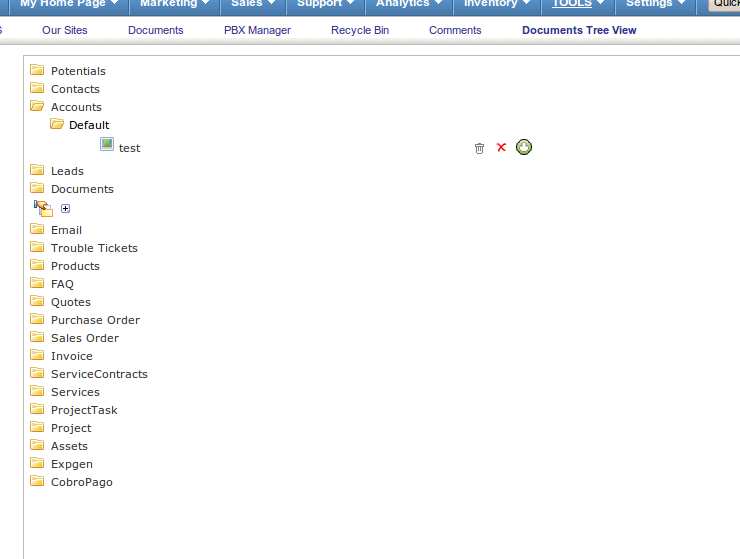 My Home Page Marketing Sales Support Analytics Inventory TOOLS Settings Quick
Our Sites Documents PBX Manager Recycle Bin Comments Documents Tree View
Potentials
Contacts
Accounts
Default
test
Leads
Documents
Email
Trouble Tickets
Products
FAQ
Quotes
Purchase Order
Sales Order
Invoice
ServiceContracts
Services
ProjectTask
Project
Assets
Expgen
CobroPago